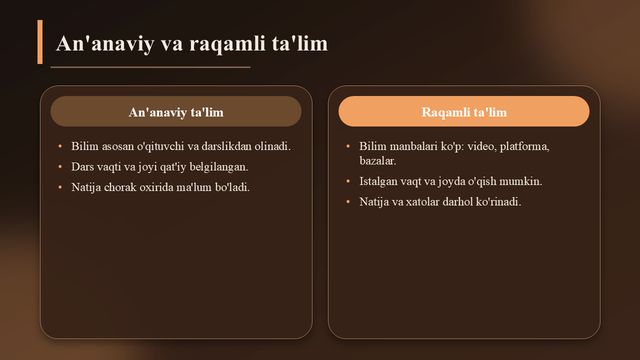 An'anaviy va raqamli ta'lim
An'anaviy ta'lim
• Bilim asosan o'qituvchi va darslikdan olinadi.
• Dars vaqti va joyi qat'iy belgilangan.
• Natija chorak oxirida ma'lum bo'ladi.
Raqamli ta'lim
• Bilim manbalari ko'p: video, platforma,
bazalar.
• Istalgan vaqt va joyda o'qish mumkin.
• Natija va xatolar darhol ko'rinadi.